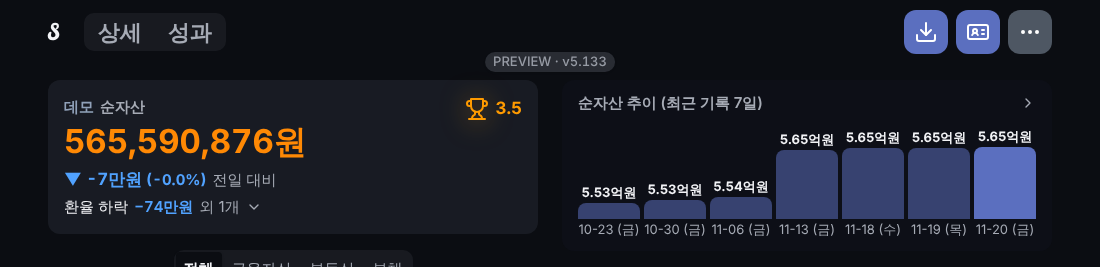 S
상세 성과
PREVIEW · v5.133
데모 순자산
3.5
565,590,876원
▼ -7만원 (-0.0%) 전일 대비
환율 하락 -74만원 외 1개
순자산 추이 (최근 기록 7일)
5.53억원 5.53억원 5.54억원 5.65억원 5.65억원 5.65억원 5.65억원
10-23 (금) 10-30 (금) 11-06 (금) 11-13 (금) 11-18 (수) 11-19 (목) 11-20 (금)